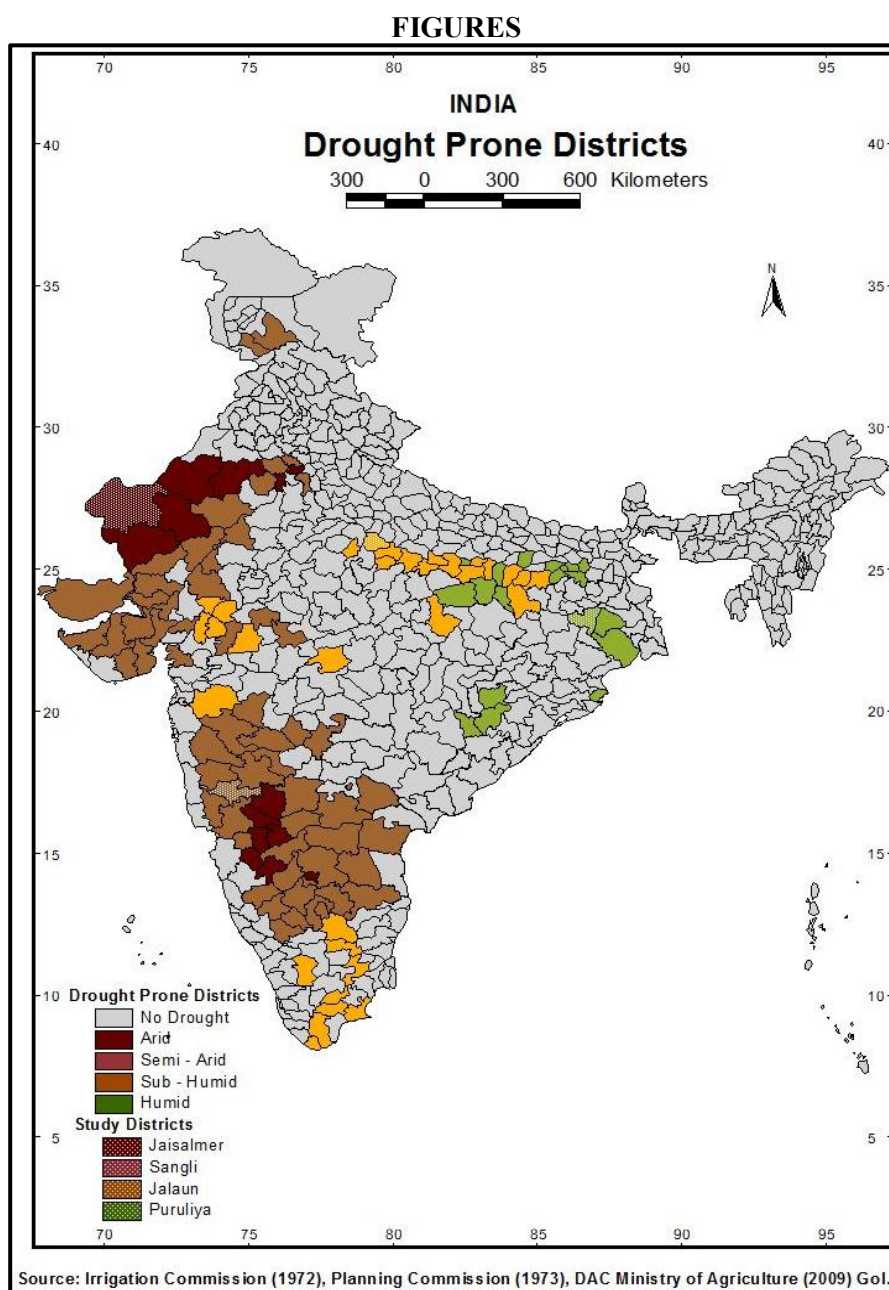 FIGURES
70 75 80 85 90 95
INDIA
Drought Prone Districts
300 0 300 600 Kilometers
40 40
N
35 35
30 30
25 25
20 20
15 15
10 10
5 5
Drought Prone Districts
No Drought
Arid
Semi - Arid
Sub - Humid
Humid
Study Districts
Jaisalmer
Sangli
Jalaun
Puruliya
70 75 80 85 90 95
Source: Irrigation Commission (1972), Planning Commission (1973), DAC Ministry of Agriculture (2009) GoI.